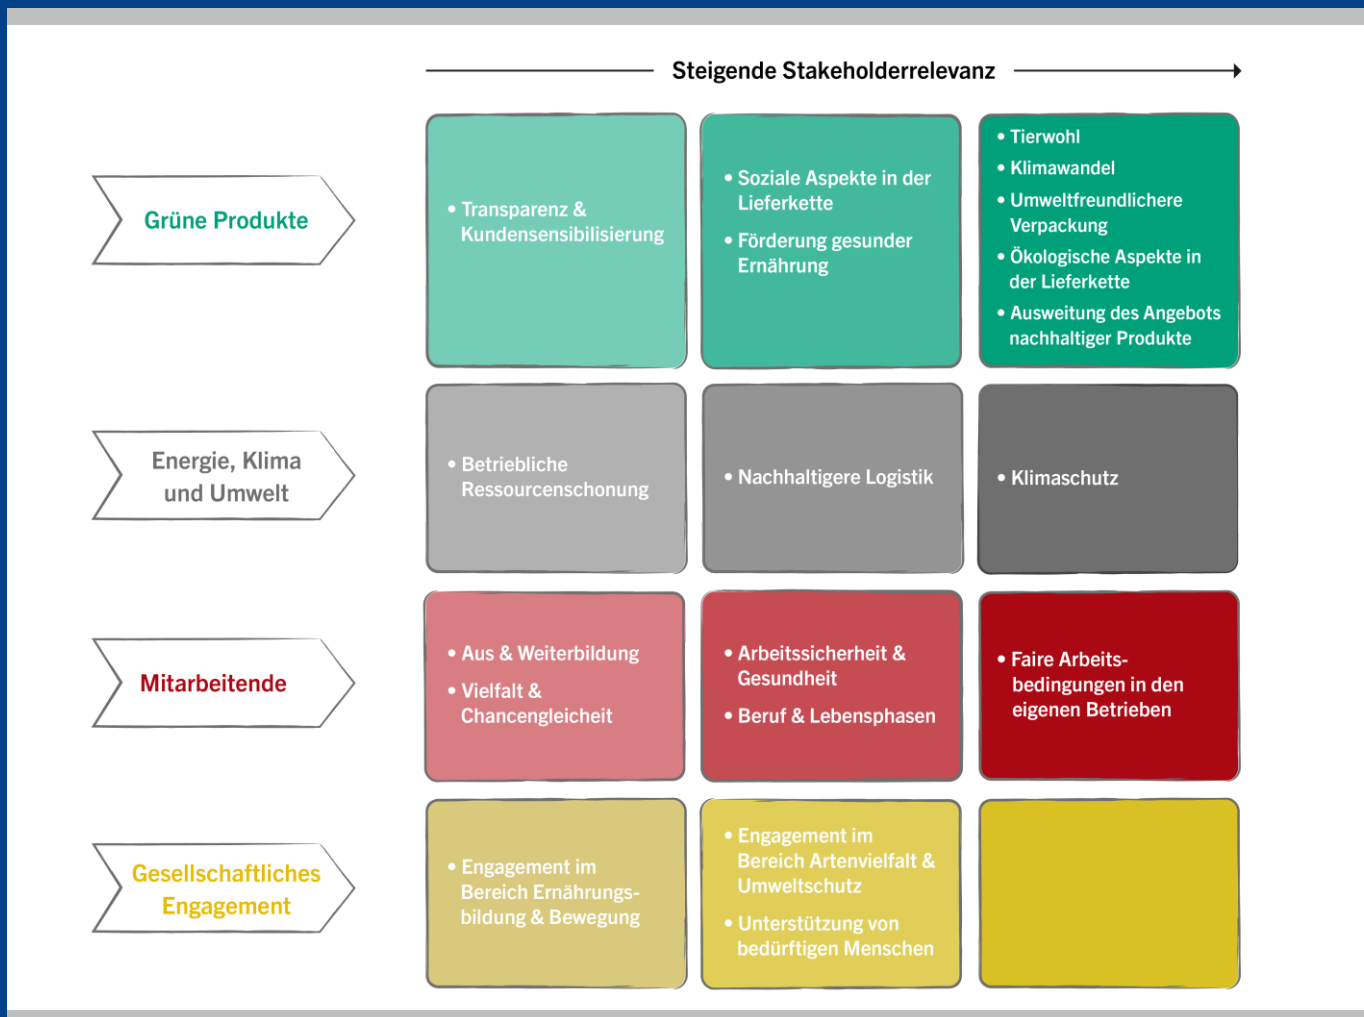 Steigende Stakeholderrelevanz
Grüne Produkte
• Transparenz &
Kundensensibilisierung
• Soziale Aspekte in der
Lieferkette
• Förderung gesunder
Ernährung
• Tierwohl
• Klimawandel
• Umweltfreundlichere
Verpackung
• Ökologische Aspekte in
der Lieferkette
• Ausweitung des Angebots
nachhaltiger Produkte
Energie, Klima
und Umwelt
• Betriebliche
Ressourcenschonung
• Nachhaltigere Logistik
• Klimaschutz
Mitarbeitende
• Aus & Weiterbildung
• Vielfalt &
Chancengleicheit
• Arbeitssicherheit &
Gesundheit
• Beruf & Lebensphasen
• Faire Arbeits-
bedingungen in den
eigenen Betrieben
Gesellschaftliches
Engagement
• Engagement im
Bereich Ernährungs-
bildung & Bewegung
• Engagement im
Bereich Artenvielfalt &
Umweltschutz
• Unterstützung von
bedürftigen Menschen